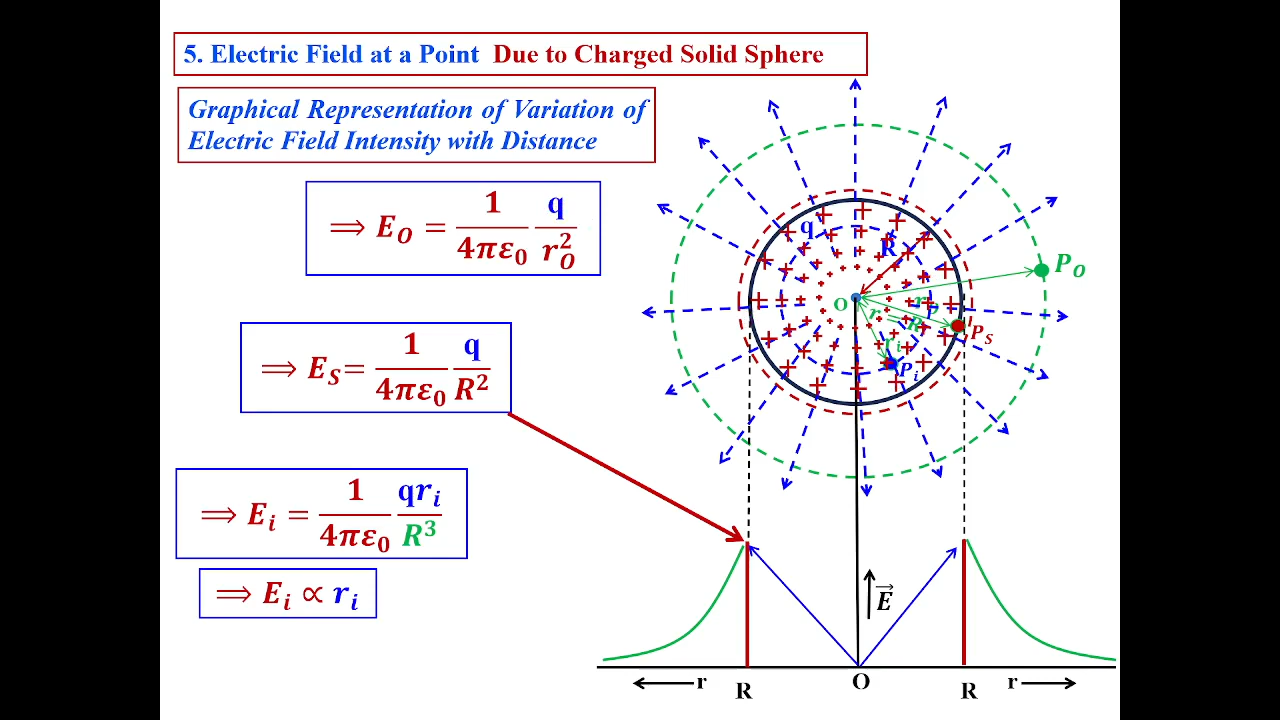 5. Electric Field at a Point Due to Charged Solid Sphere
Graphical Representation of Variation of
Electric Field Intensity with Distance
⟹ E_O = 1/(4πε₀) q/r_O²
⟹ E_S = 1/(4πε₀) q/R²
⟹ E_i = 1/(4πε₀) qr_i/R³
⟹ E_i ∝ r_i
q
R
P_O
O
r = R
P_S
r_i
P_i
E⃗
r
R
O
R
r